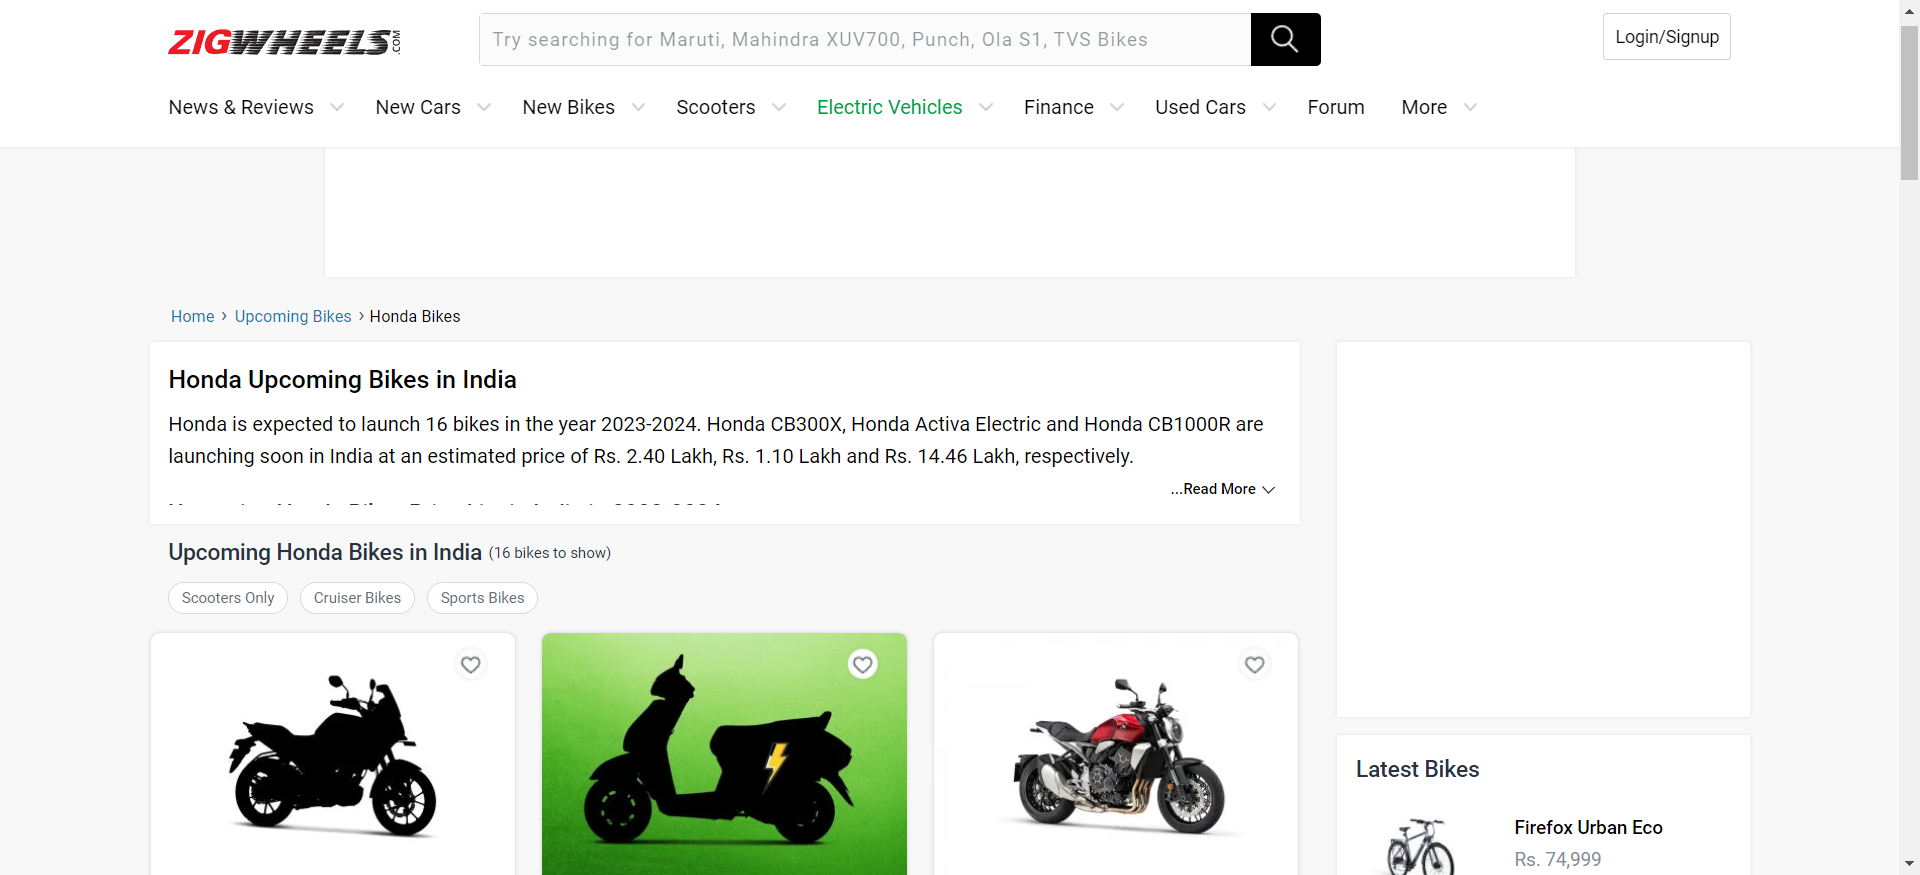 ZIGWHEELS.COM
Try searching for Maruti, Mahindra XUV700, Punch, Ola S1, TVS Bikes
Login/Signup
News & Reviews
New Cars
New Bikes
Scooters
Electric Vehicles
Finance
Used Cars
Forum
More
Home › Upcoming Bikes › Honda Bikes
Honda Upcoming Bikes in India
Honda is expected to launch 16 bikes in the year 2023-2024. Honda CB300X, Honda Activa Electric and Honda CB1000R are
launching soon in India at an estimated price of Rs. 2.40 Lakh, Rs. 1.10 Lakh and Rs. 14.46 Lakh, respectively.
...Read More
Upcoming Honda Bikes in India (16 bikes to show)
Scooters Only
Cruiser Bikes
Sports Bikes
Latest Bikes
Firefox Urban Eco
Rs. 74,999